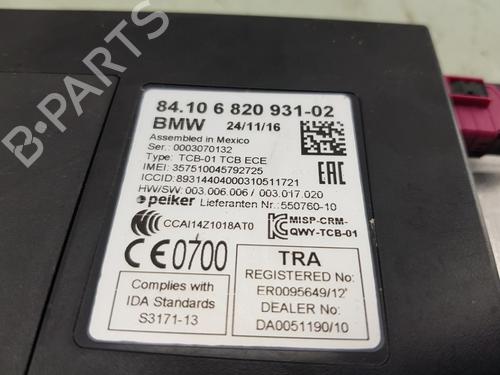 B-PARTS
84.10 6 820 931-02
BMW 24/11/16
Assembled in Mexico
Ser.: 0003070132
Type: TCB-01 TCB ECE
IMEI: 357510045792725
ICCID: 89314404000310511721
HW/SW: 003.006.006 / 003.017.020
peiker Lieferanten Nr.: 550760-10
EAC
CCAI14Z1018AT0
MISP-CRM-
QWY-TCB-01
CE0700
Complies with
IDA Standards
S3171-13
TRA
REGISTERED No:
ER0095649/12'
DEALER No:
DA0051190/10